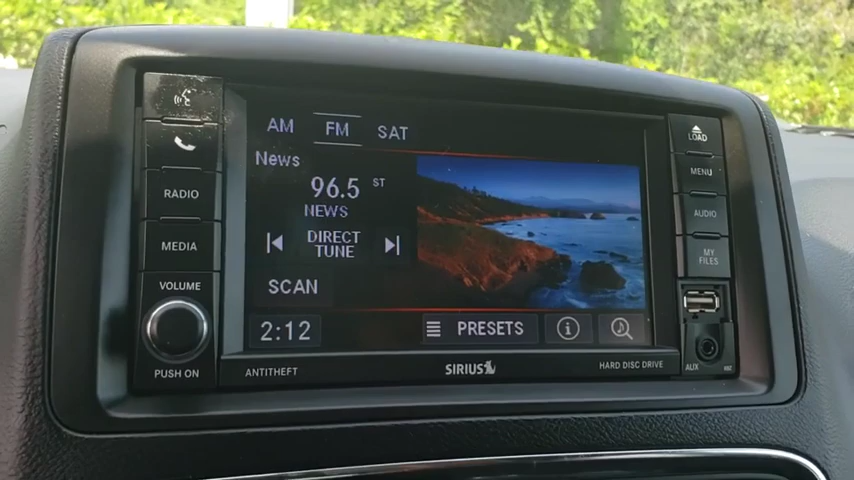 AM FM SAT
News
96.5 ST
NEWS
DIRECT
TUNE
SCAN
2:12
PRESETS
RADIO
MEDIA
VOLUME
PUSH ON
LOAD
MENU
AUDIO
MY
FILES
AUX
ANTITHEFT
SIRIUS
HARD DISC DRIVE